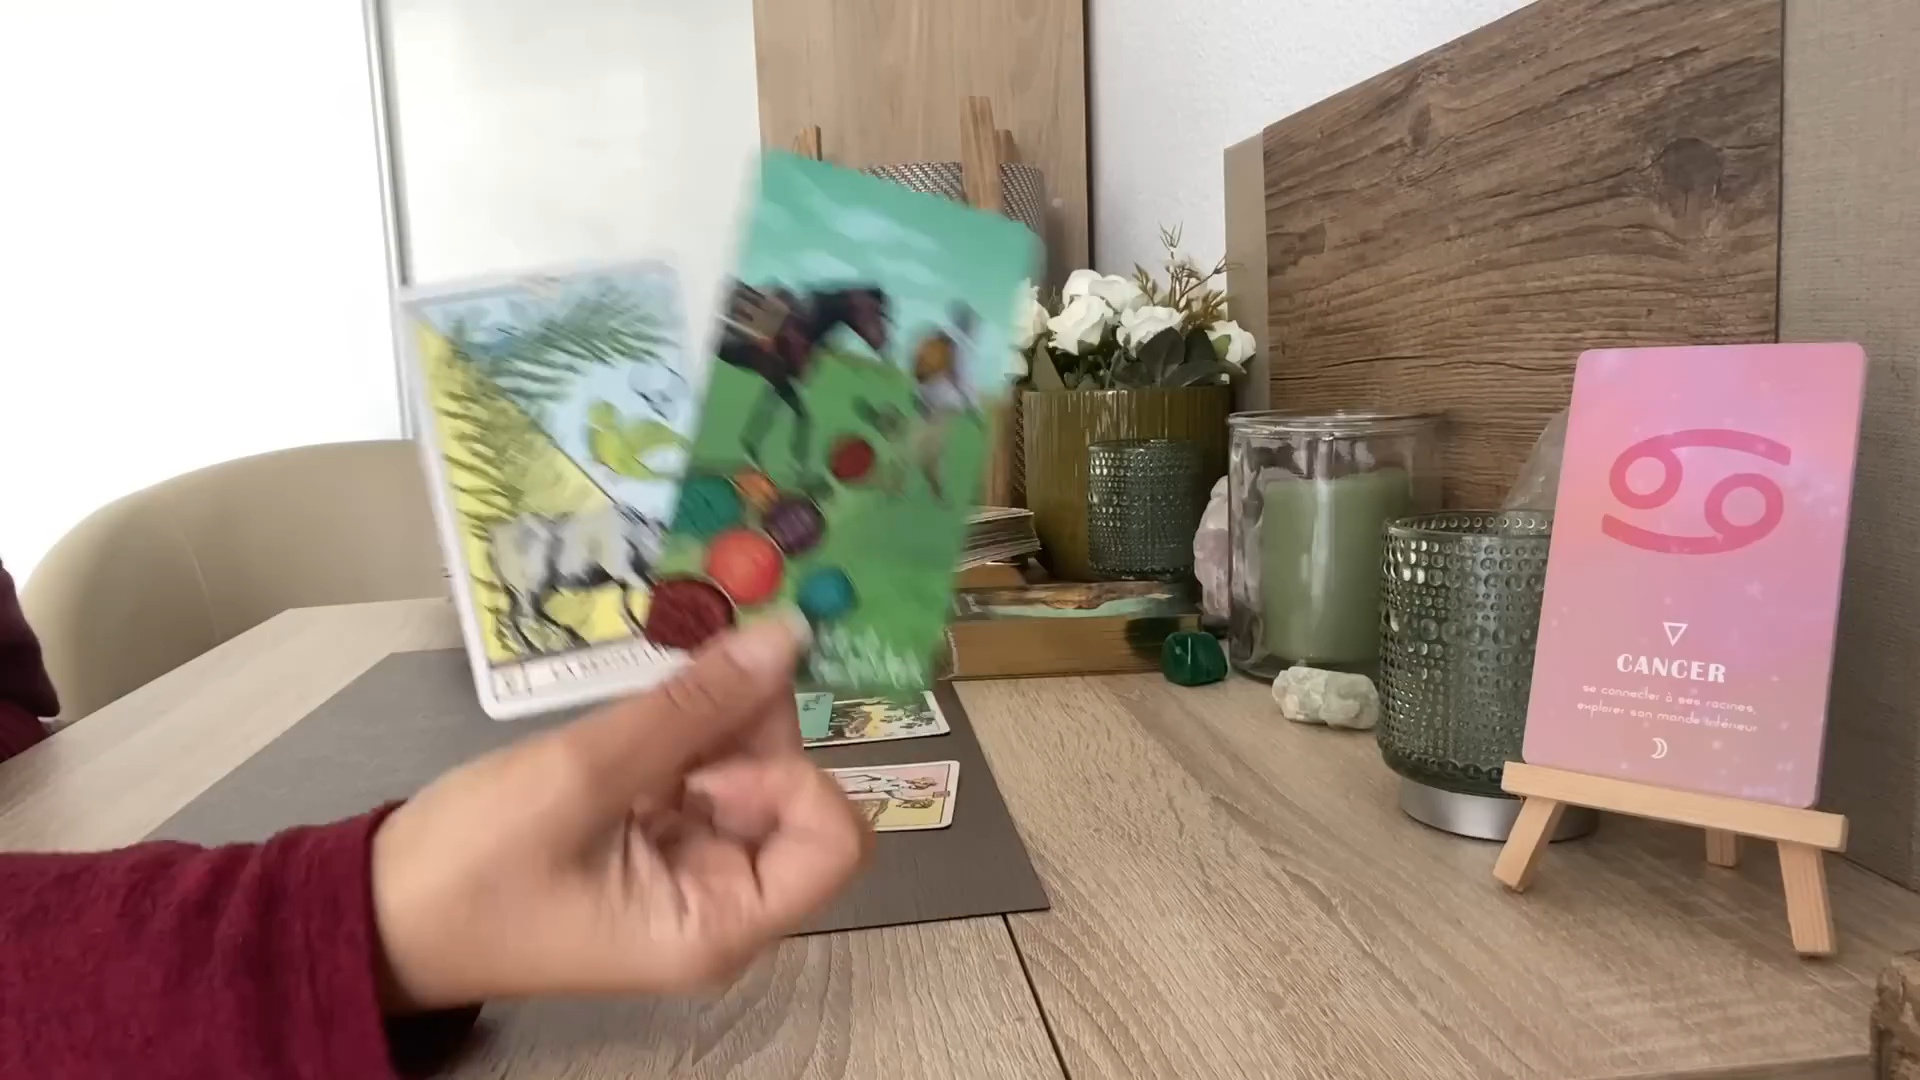 CANCER
se connecter à ses racines,
explorer son monde intérieur